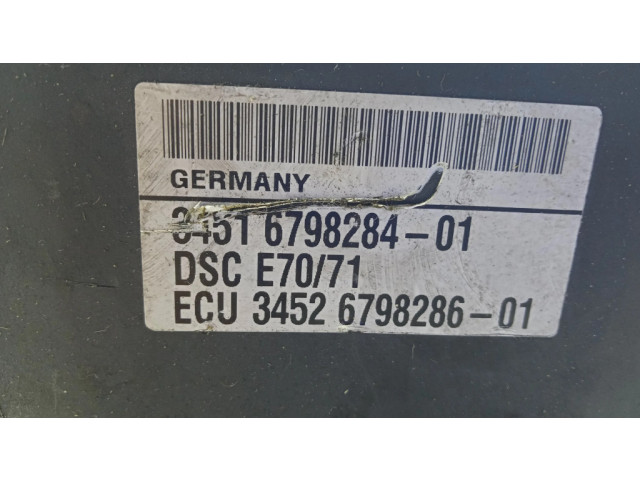 GERMANY
3451 6798284-01
DSC E70/71
ECU 3452 6798286-01